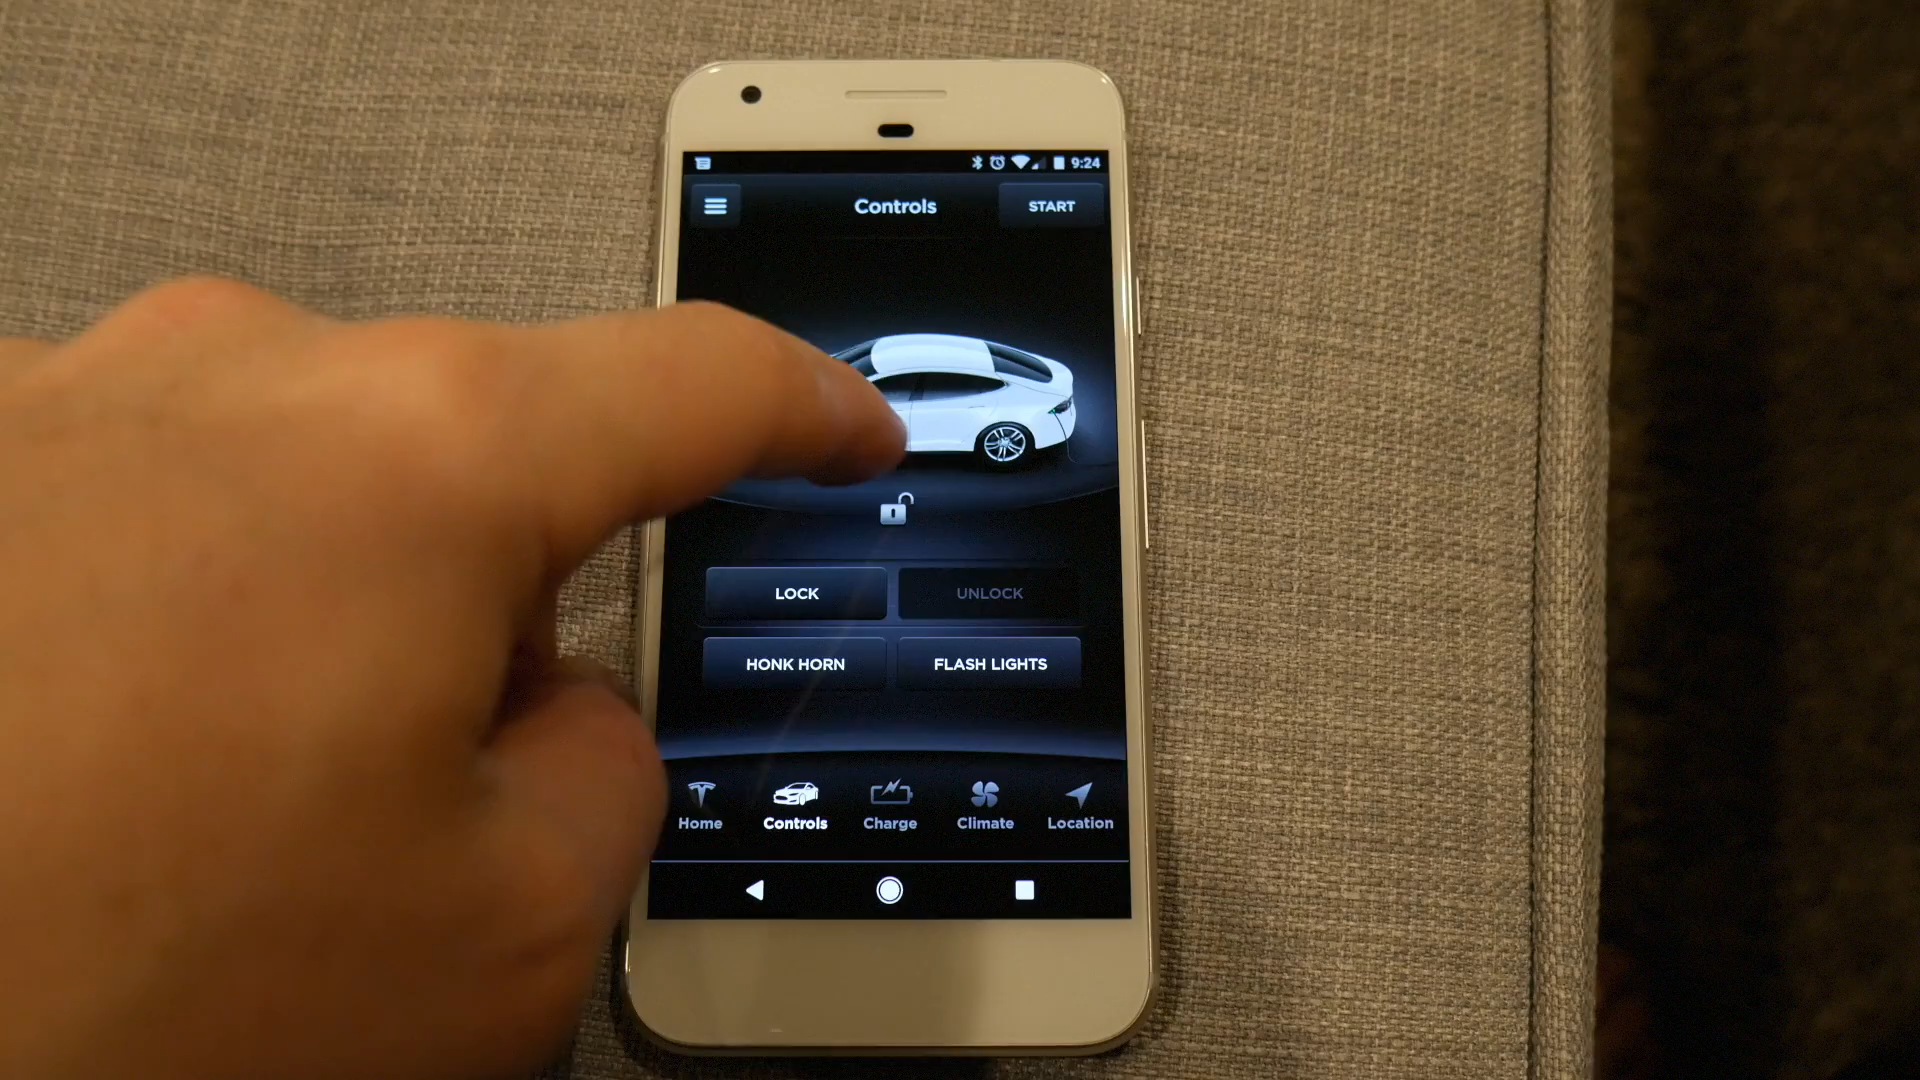 9:24
Controls START
LOCK UNLOCK
HONK HORN FLASH LIGHTS
Home Controls Charge Climate Location